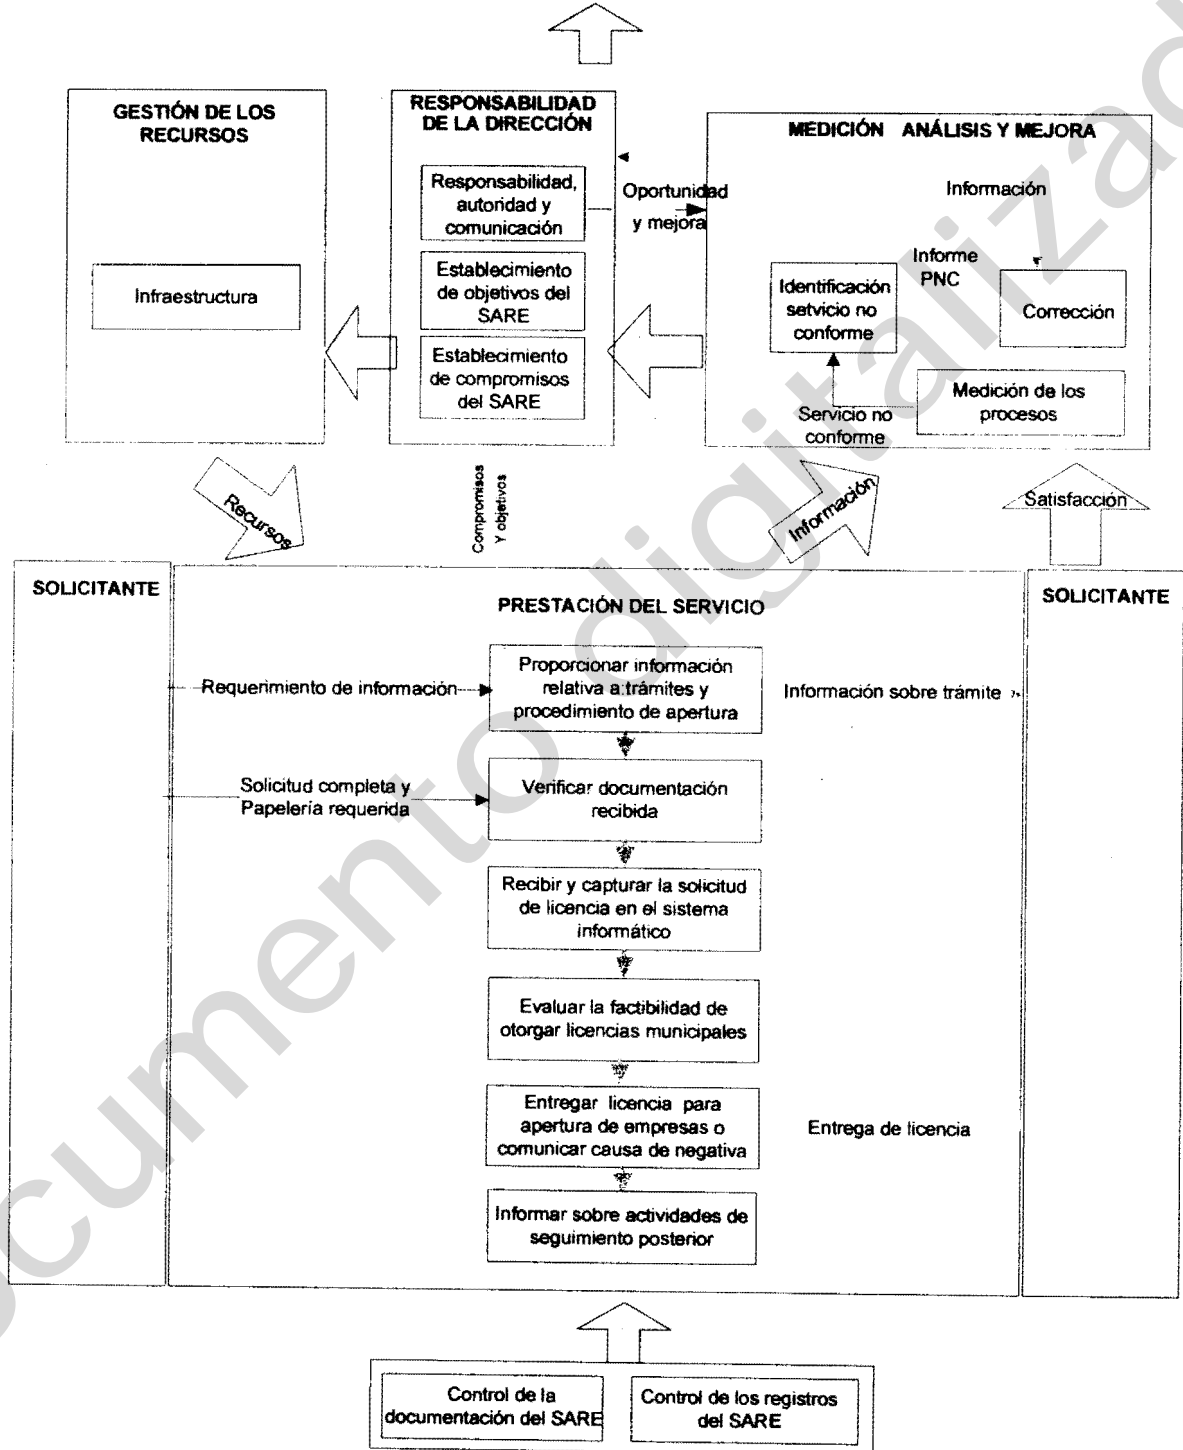 GESTIÓN DE LOS
RECURSOS
Infraestructura
RESPONSABILIDAD
DE LA DIRECCIÓN
Responsabilidad,
autoridad y
comunicación
Establecimiento
de objetivos del
SARE
Establecimiento
de compromisos
del SARE
Oportunidad
y mejora
MEDICIÓN ANÁLISIS Y MEJORA
Información
Informe
PNC
Identificación
servicio no
conforme
Corrección
Medición de los
procesos
Servicio no
conforme
Recursos
Compromisos
Y objetivos
Información
Satisfacción
SOLICITANTE
PRESTACIÓN DEL SERVICIO
SOLICITANTE
Requerimiento de información
Proporcionar información
relativa a trámites y
procedimiento de apertura
Información sobre trámite
Solicitud completa y
Papelería requerida
Verificar documentación
recibida
Recibir y capturar la solicitud
de licencia en el sistema
informático
Evaluar la factibilidad de
otorgar licencias municipales
Entregar licencia para
apertura de empresas o
comunicar causa de negativa
Entrega de licencia
Informar sobre actividades de
seguimiento posterior
Control de la
documentación del SARE
Control de los registros
del SARE
documento digitalizado